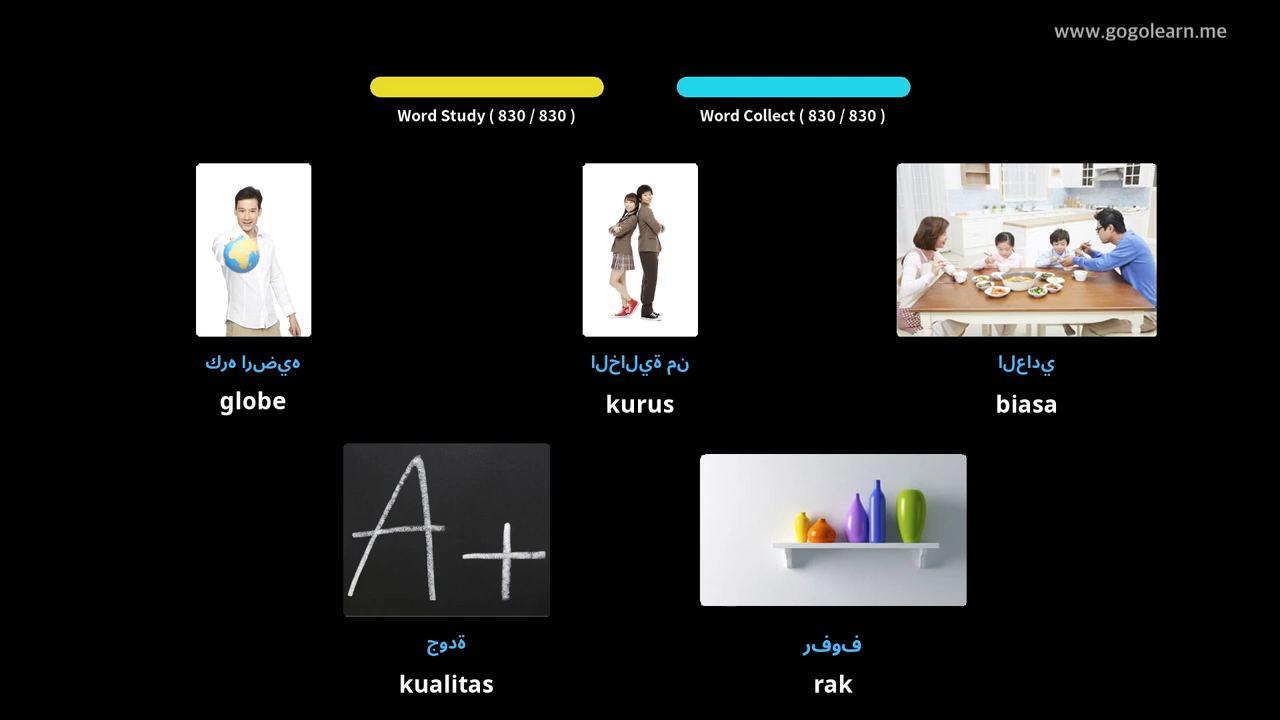 www.gogolearn.me
Word Study ( 830 / 830 )
Word Collect ( 830 / 830 )
كره ارضيه
globe
الخالية من
kurus
العادي
biasa
A+
جودة
kualitas
رفوف
rak